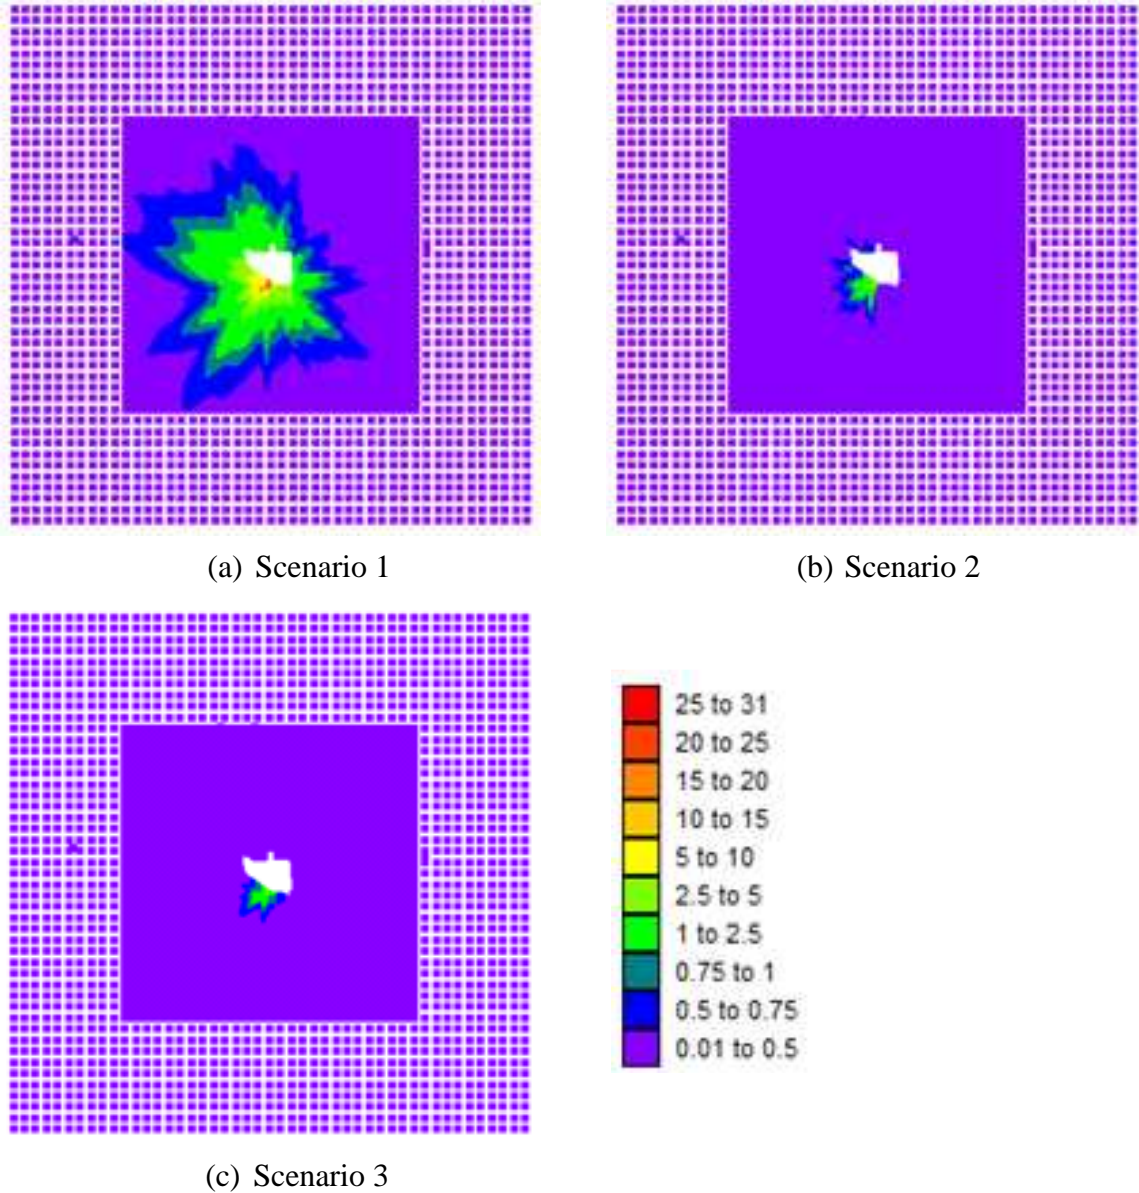 (a) Scenario 1
(b) Scenario 2
25 to 31
20 to 25
15 to 20
10 to 15
5 to 10
2.5 to 5
1 to 2.5
0.75 to 1
0.5 to 0.75
0.01 to 0.5
(c) Scenario 3